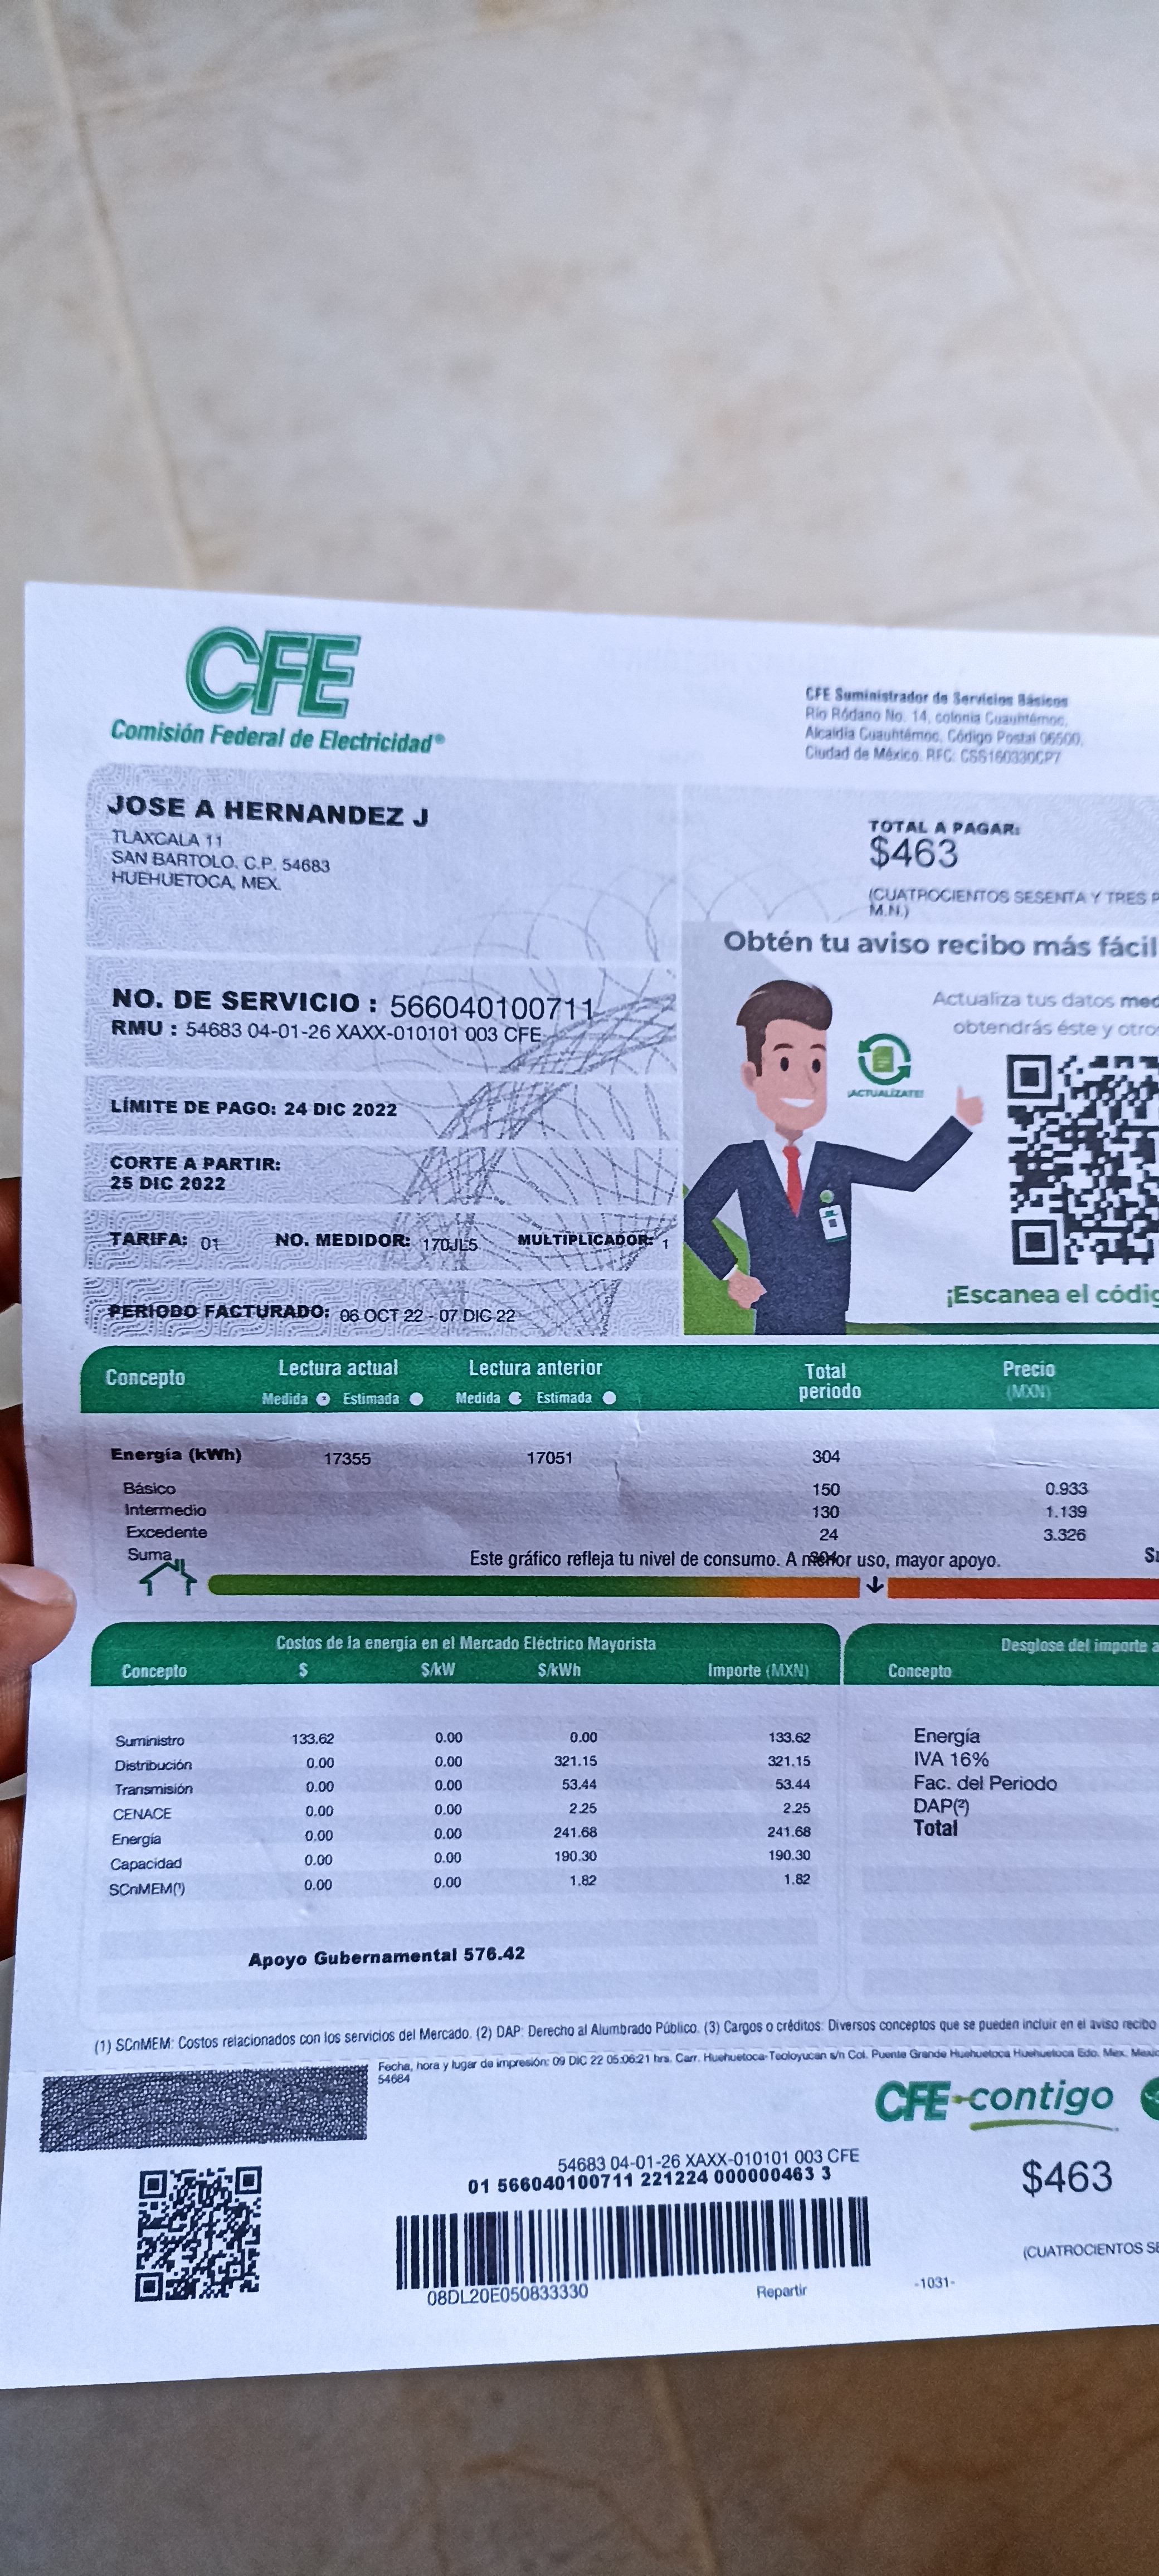 CFE
Comisión Federal de Electricidad®
CFE Suministrador de Servicios Básicos
Río Ródano No. 14, colonia Cuauhtémoc,
Alcaldía Cuauhtémoc, Código Postal 06500,
Ciudad de México. RFC: CSS160330CP7
JOSE A HERNANDEZ J
TLAXCALA 11
SAN BARTOLO, C.P. 54683
HUEHUETOCA, MEX.
TOTAL A PAGAR:
$463
(CUATROCIENTOS SESENTA Y TRES P
M.N.)
NO. DE SERVICIO : 566040100711
RMU : 54683 04-01-26 XAXX-010101 003 CFE
LÍMITE DE PAGO: 24 DIC 2022
CORTE A PARTIR:
25 DIC 2022
TARIFA: 01 NO. MEDIDOR: 170JL5 MULTIPLICADOR: 1
PERIODO FACTURADO: 06 OCT 22 - 07 DIC 22
Obtén tu aviso recibo más fácil
Actualiza tus datos med
obtendrás éste y otro
¡ACTUALÍZATE!
¡Escanea el códig
Concepto Lectura actual Lectura anterior Total periodo Precio (MXN)
Medida Estimada Medida Estimada
Energía (kWh) 17355 17051 304
Básico 150 0.933
Intermedio 130 1.139
Excedente 24 3.326
Suma
Este gráfico refleja tu nivel de consumo. A menor uso, mayor apoyo.
Costos de la energía en el Mercado Eléctrico Mayorista
Concepto $ $/kW $/kWh Importe (MXN)
Suministro 133.62 0.00 0.00 133.62
Distribución 0.00 0.00 321.15 321.15
Transmisión 0.00 0.00 53.44 53.44
CENACE 0.00 0.00 2.25 2.25
Energía 0.00 0.00 241.68 241.68
Capacidad 0.00 0.00 190.30 190.30
SCnMEM(¹) 0.00 0.00 1.82 1.82
Apoyo Gubernamental 576.42
Desglose del importe a
Concepto
Energía
IVA 16%
Fac. del Periodo
DAP(²)
Total
(1) SCnMEM: Costos relacionados con los servicios del Mercado. (2) DAP: Derecho al Alumbrado Público. (3) Cargos o créditos: Diversos conceptos que se pueden incluir en el aviso recibo
Fecha, hora y lugar de impresión: 09 DIC 22 05:06:21 hrs. Carr. Huehuetoca-Teoloyucan s/n Col. Puente Grande Huehuetoca Huehuetoca Edo. Mex. Mexic
54684
CFE contigo
54683 04-01-26 XAXX-010101 003 CFE
01 566040100711 221224 000000463 3
$463
(CUATROCIENTOS SE
08DL20E050833330
Repartir
-1031-